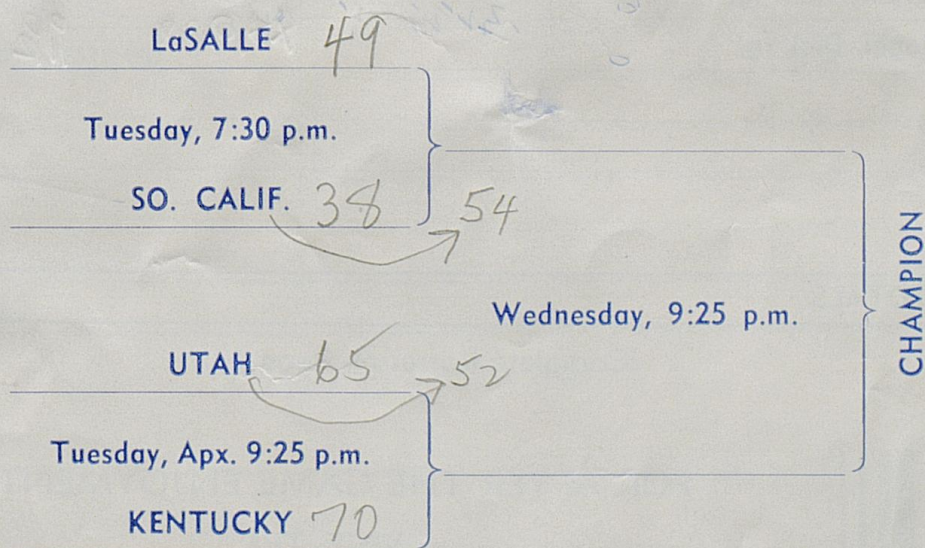 LaSALLE 49
Tuesday, 7:30 p.m.
SO. CALIF. 38 54
Wednesday, 9:25 p.m.
UTAH 65 52
Tuesday, Apx. 9:25 p.m.
KENTUCKY 70
CHAMPION